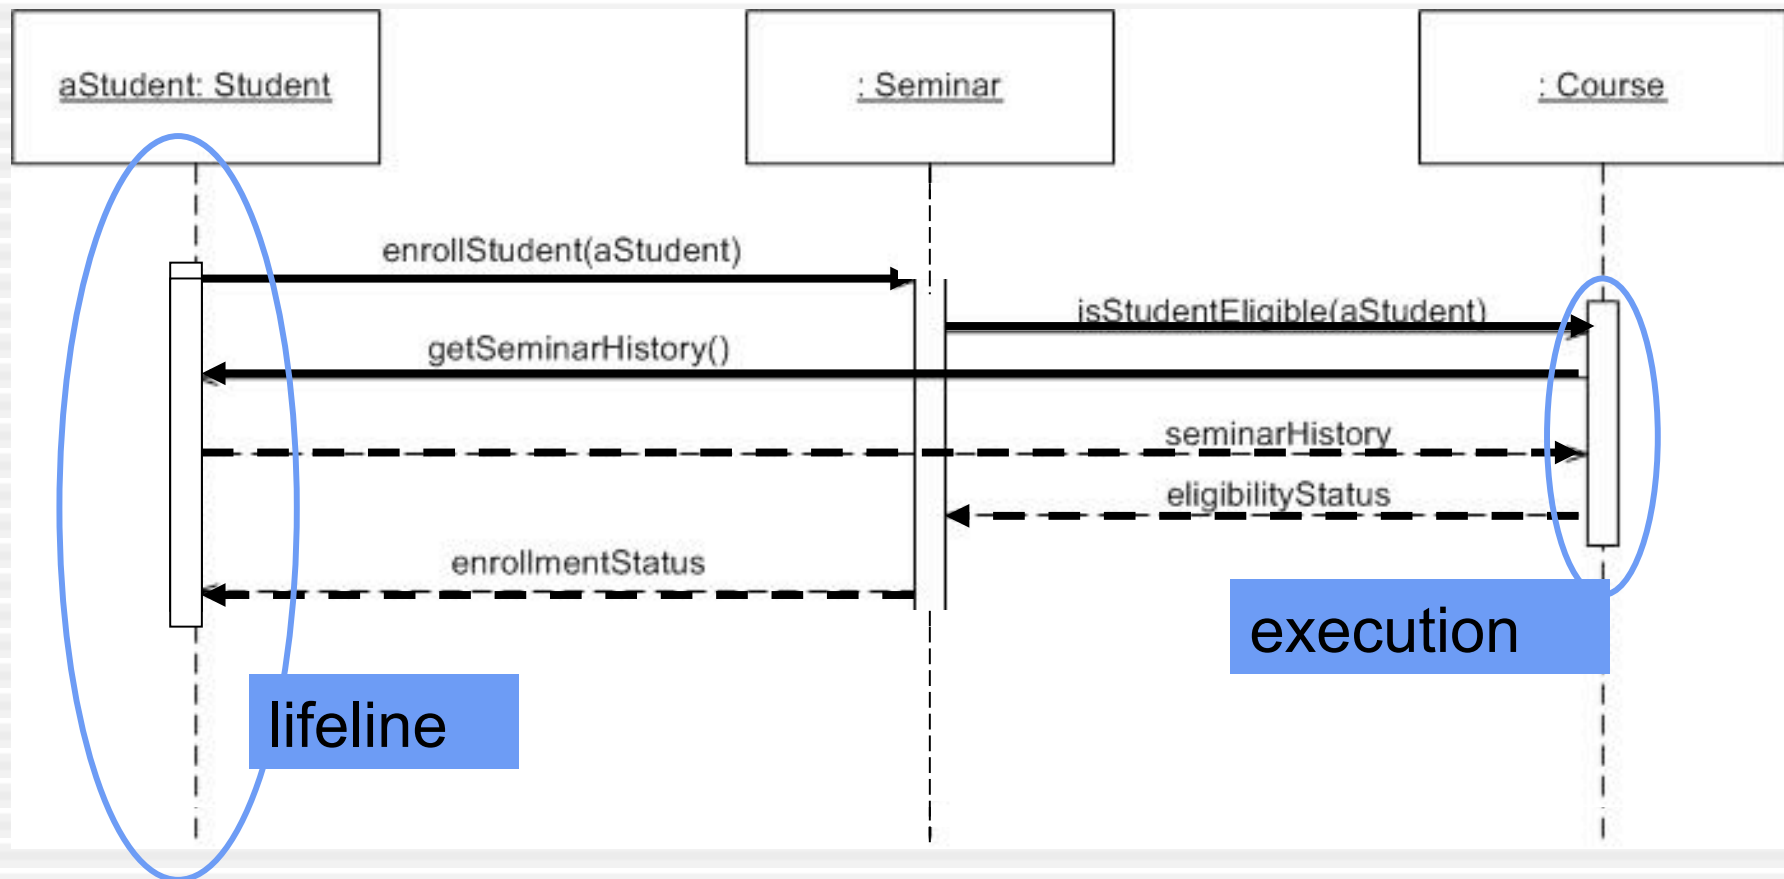 aStudent: Student
: Seminar
: Course
enrollStudent(aStudent)
isStudentEligible(aStudent)
getSeminarHistory()
seminarHistory
eligibilityStatus
enrollmentStatus
execution
lifeline